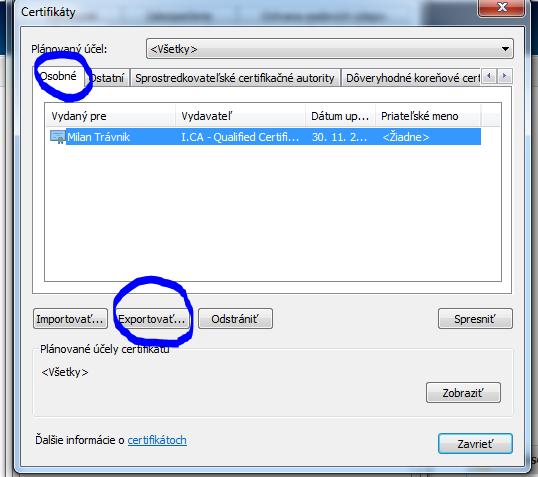 Certifikáty
Plánovaný účel: <Všetky>
Osobné Ostatní Sprostredkovateľské certifikačné autority Dôveryhodné koreňové cert
Vydaný pre Vydavateľ Dátum up... Priateľské meno
Milan Trávnik I.CA - Qualified Certifi... 30. 11. 2... <Žiadne>
Importovať... Exportovať... Odstrániť Spresniť
Plánované účely certifikátu
<Všetky>
Zobraziť
Ďalšie informácie o certifikátoch
Zavrieť